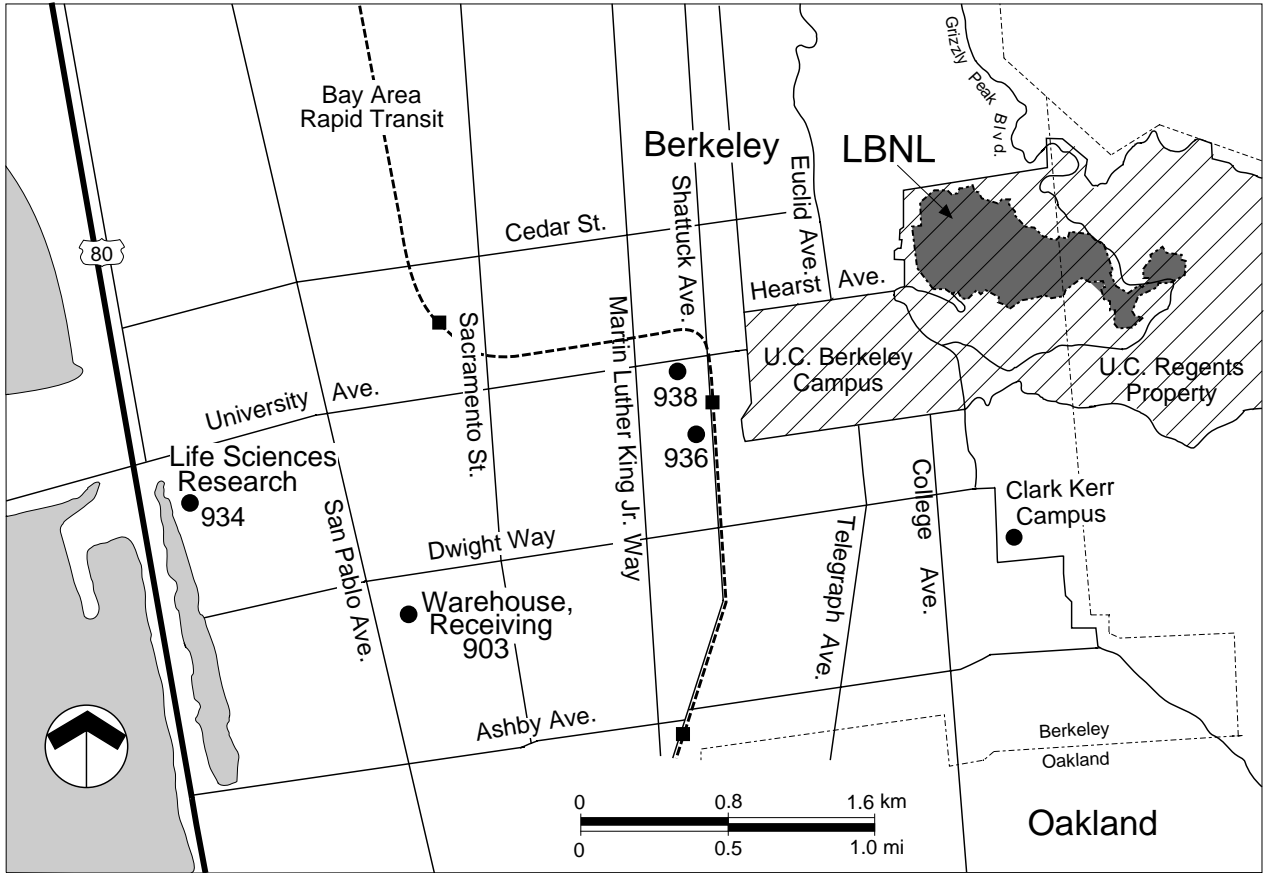 Grizzly Peak Blvd.
Bay Area
Rapid Transit
Berkeley
LBNL
Euclid Ave.
Shattuck Ave.
Cedar St.
80
Hearst Ave.
Martin Luther King Jr. Way
Sacramento St.
U.C. Berkeley
Campus
U.C. Regents
Property
University Ave.
938
936
Life Sciences
Research
934
San Pablo Ave.
College Ave.
Clark Kerr
Campus
Telegraph Ave.
Dwight Way
Warehouse,
Receiving
903
Ashby Ave.
Berkeley
Oakland
0 0.8 1.6 km
0 0.5 1.0 mi
Oakland